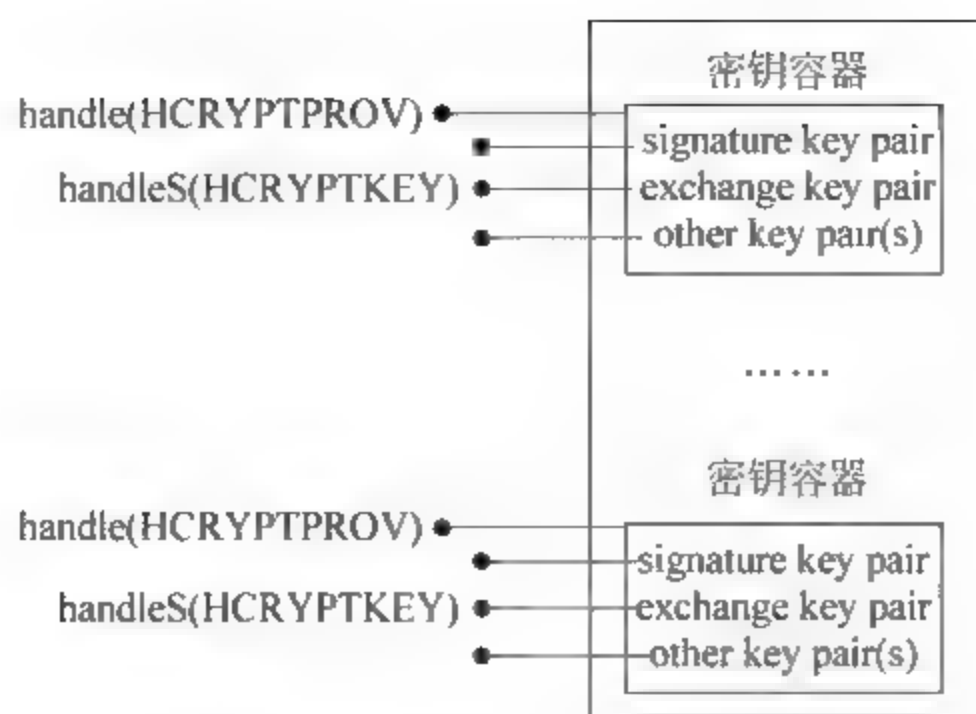 密钥容器
handle(HCRYPTPROV)
signature key pair
handleS(HCRYPTKEY)
exchange key pair
other key pair(s)
……
密钥容器
handle(HCRYPTPROV)
signature key pair
handleS(HCRYPTKEY)
exchange key pair
other key pair(s)